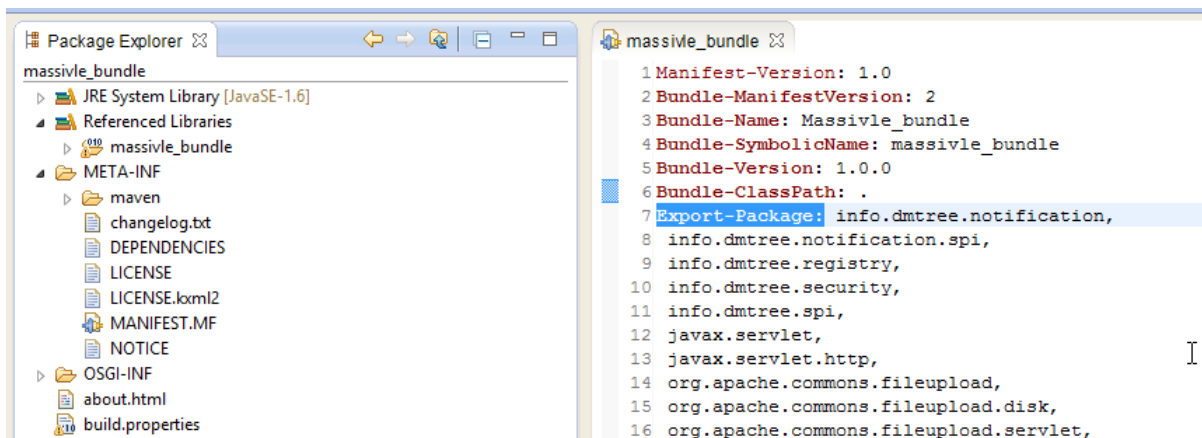 Package Explorer
massivle_bundle
JRE System Library [JavaSE-1.6]
Referenced Libraries
massivle_bundle
META-INF
maven
changelog.txt
DEPENDENCIES
LICENSE
LICENSE.kxml2
MANIFEST.MF
NOTICE
OSGI-INF
about.html
build.properties
massivle_bundle
1 Manifest-Version: 1.0
2 Bundle-ManifestVersion: 2
3 Bundle-Name: Massivle_bundle
4 Bundle-SymbolicName: massivle_bundle
5 Bundle-Version: 1.0.0
6 Bundle-ClassPath: .
7 Export-Package: info.dmtree.notification,
8 info.dmtree.notification.spi,
9 info.dmtree.registry,
10 info.dmtree.security,
11 info.dmtree.spi,
12 javax.servlet,
13 javax.servlet.http,
14 org.apache.commons.fileupload,
15 org.apache.commons.fileupload.disk,
16 org.apache.commons.fileupload.servlet,